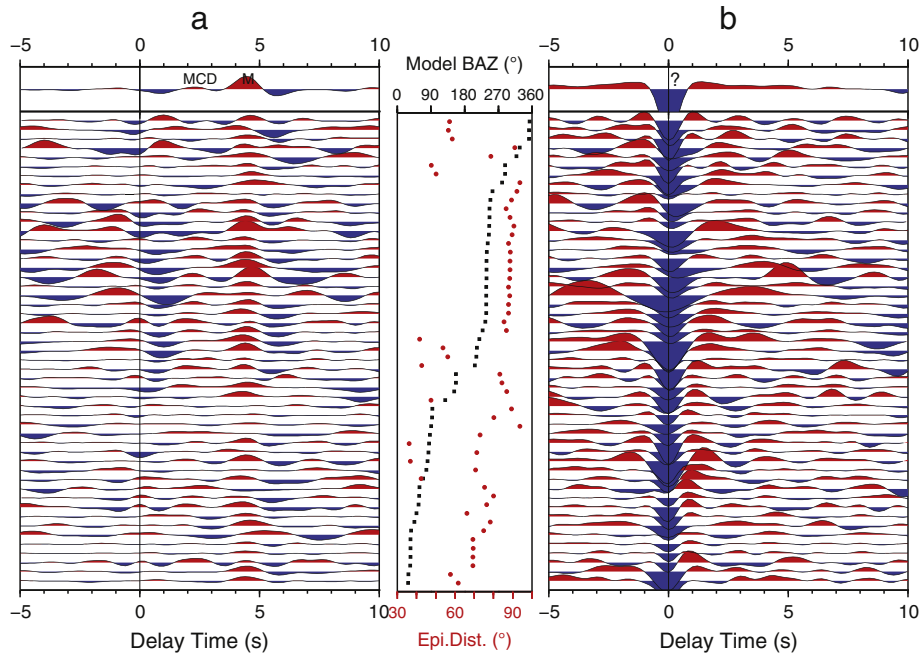 a b
−5 0 5 10 −5 0 5 10
Model BAZ (°)
MCD M ?
0 90 180 270 360
−5 0 5 10 30 60 90 −5 0 5 10
Delay Time (s) Epi.Dist. (°) Delay Time (s)